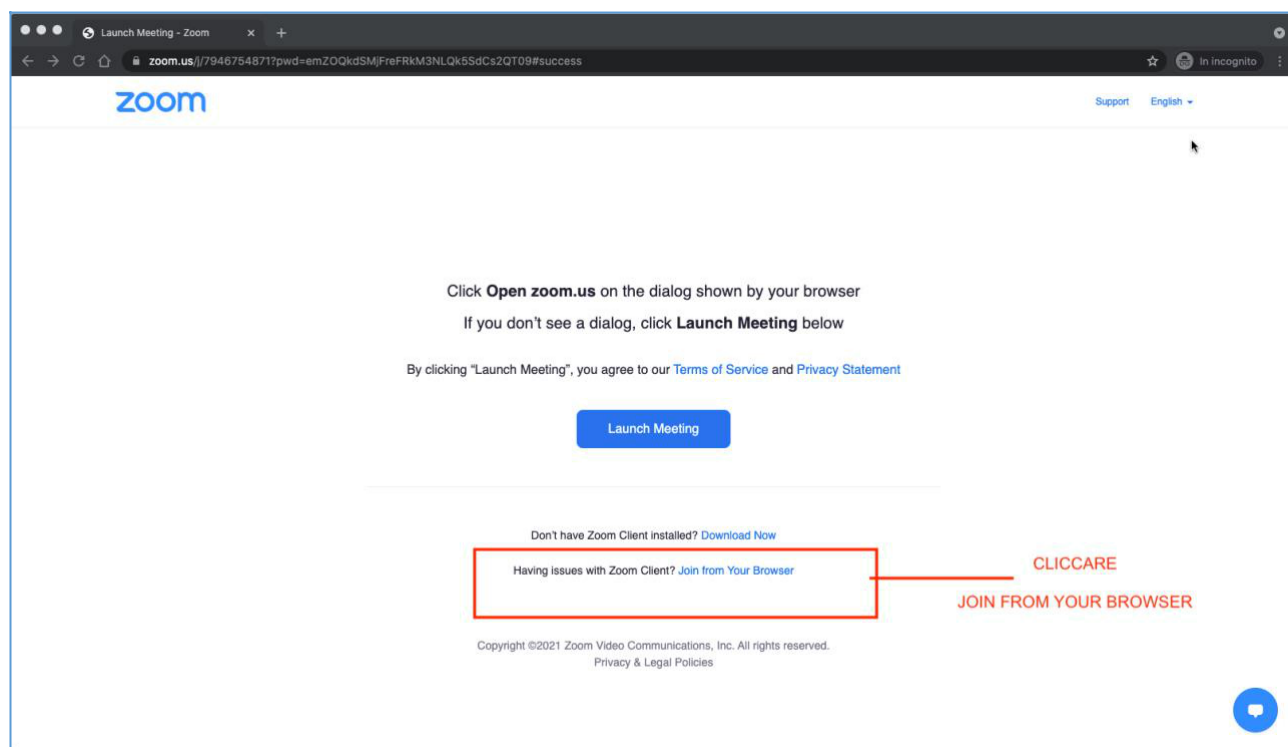 Launch Meeting - Zoom
zoom.us/j/7946754871?pwd=emZOQkdSMjFreFRkM3NLQk5SdCs2QT09#success
In incognito
zoom
Support English
Click Open zoom.us on the dialog shown by your browser
If you don't see a dialog, click Launch Meeting below
By clicking “Launch Meeting”, you agree to our Terms of Service and Privacy Statement
Launch Meeting
Don't have Zoom Client installed? Download Now
Having issues with Zoom Client? Join from Your Browser
CLICCARE
JOIN FROM YOUR BROWSER
Copyright ©2021 Zoom Video Communications, Inc. All rights reserved.
Privacy & Legal Policies